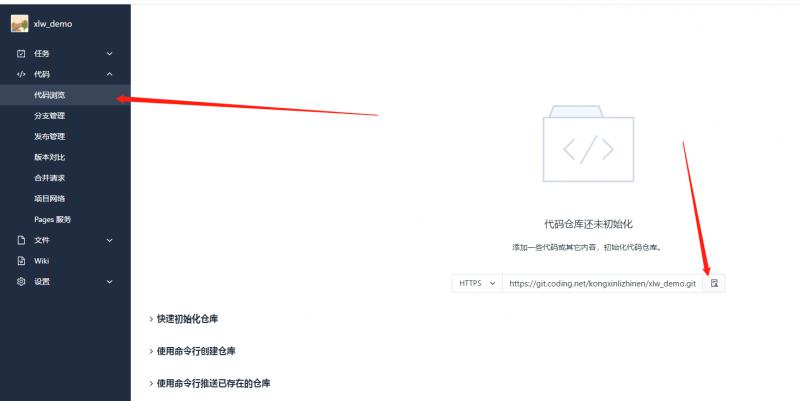 xlw_demo
任务
代码
代码浏览
分支管理
发布管理
版本对比
合并请求
项目网络
Pages 服务
文件
Wiki
设置
代码仓库还未初始化
添加一些代码或其它内容，初始化代码仓库。
HTTPS https://git.coding.net/kongxinlizhinen/xlw_demo.git
快速初始化仓库
使用命令行创建仓库
使用命令行推送已存在的仓库